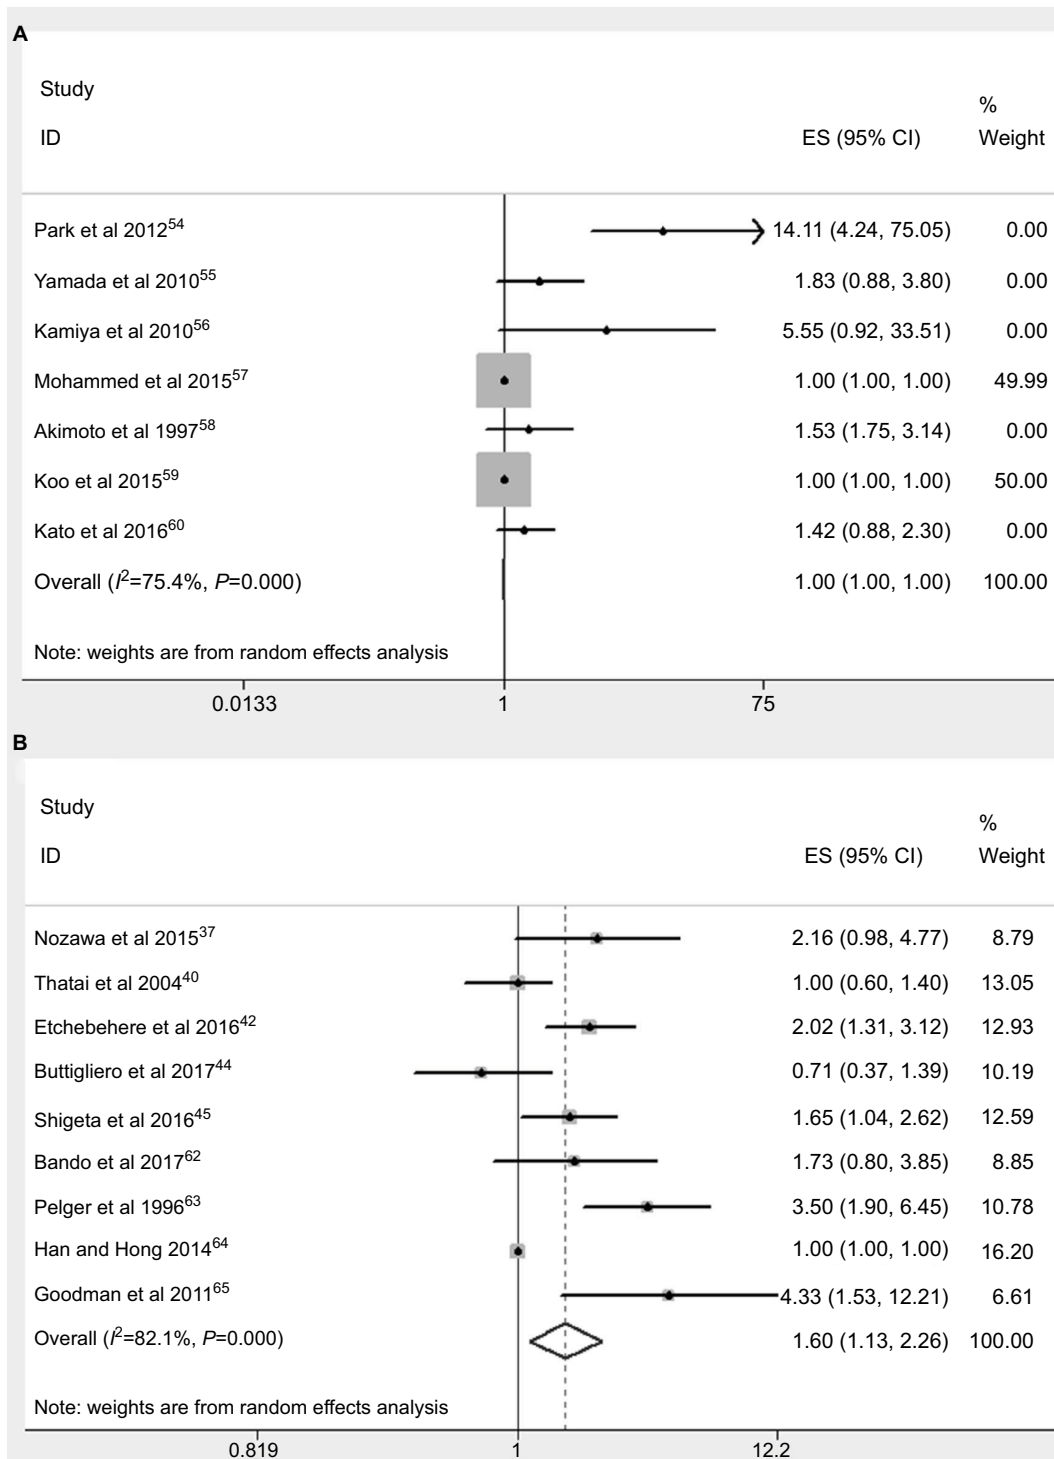 A
Study
%
ID ES (95% CI) Weight
Park et al 2012⁵⁴ 14.11 (4.24, 75.05) 0.00
Yamada et al 2010⁵⁵ 1.83 (0.88, 3.80) 0.00
Kamiya et al 2010⁵⁶ 5.55 (0.92, 33.51) 0.00
Mohammed et al 2015⁵⁷ 1.00 (1.00, 1.00) 49.99
Akimoto et al 1997⁵⁸ 1.53 (1.75, 3.14) 0.00
Koo et al 2015⁵⁹ 1.00 (1.00, 1.00) 50.00
Kato et al 2016⁶⁰ 1.42 (0.88, 2.30) 0.00
Overall (I²=75.4%, P=0.000) 1.00 (1.00, 1.00) 100.00
Note: weights are from random effects analysis
0.0133 1 75
B
Study
%
ID ES (95% CI) Weight
Nozawa et al 2015³⁷ 2.16 (0.98, 4.77) 8.79
Thatai et al 2004⁴⁰ 1.00 (0.60, 1.40) 13.05
Etchebehere et al 2016⁴² 2.02 (1.31, 3.12) 12.93
Buttigliero et al 2017⁴⁴ 0.71 (0.37, 1.39) 10.19
Shigeta et al 2016⁴⁵ 1.65 (1.04, 2.62) 12.59
Bando et al 2017⁶² 1.73 (0.80, 3.85) 8.85
Pelger et al 1996⁶³ 3.50 (1.90, 6.45) 10.78
Han and Hong 2014⁶⁴ 1.00 (1.00, 1.00) 16.20
Goodman et al 2011⁶⁵ 4.33 (1.53, 12.21) 6.61
Overall (I²=82.1%, P=0.000) 1.60 (1.13, 2.26) 100.00
Note: weights are from random effects analysis
0.819 1 12.2